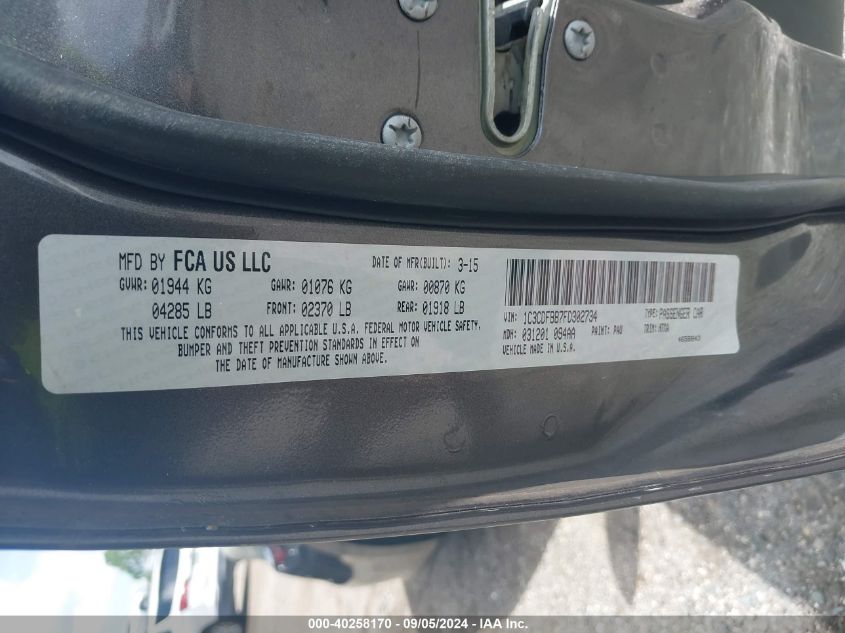 MFD BY FCA US LLC
DATE OF MFR(BUILT): 3-15
GVWR: 01944 KG
GAWR: 01076 KG
GAWR: 00870 KG
04285 LB
FRONT: 02370 LB
REAR: 01918 LB
THIS VEHICLE CONFORMS TO ALL APPLICABLE U.S.A. FEDERAL MOTOR VEHICLE SAFETY,
BUMPER AND THEFT PREVENTION STANDARDS IN EFFECT ON
THE DATE OF MANUFACTURE SHOWN ABOVE.
VIN: 1C3CDFBB7FD302734
TYPE: PASSENGER CAR
MDH: 031201 094AA
PAINT: PAU
TRIM:
VEHICLE MADE IN U.S.A.
000-40258170 - 09/05/2024 - IAA Inc.